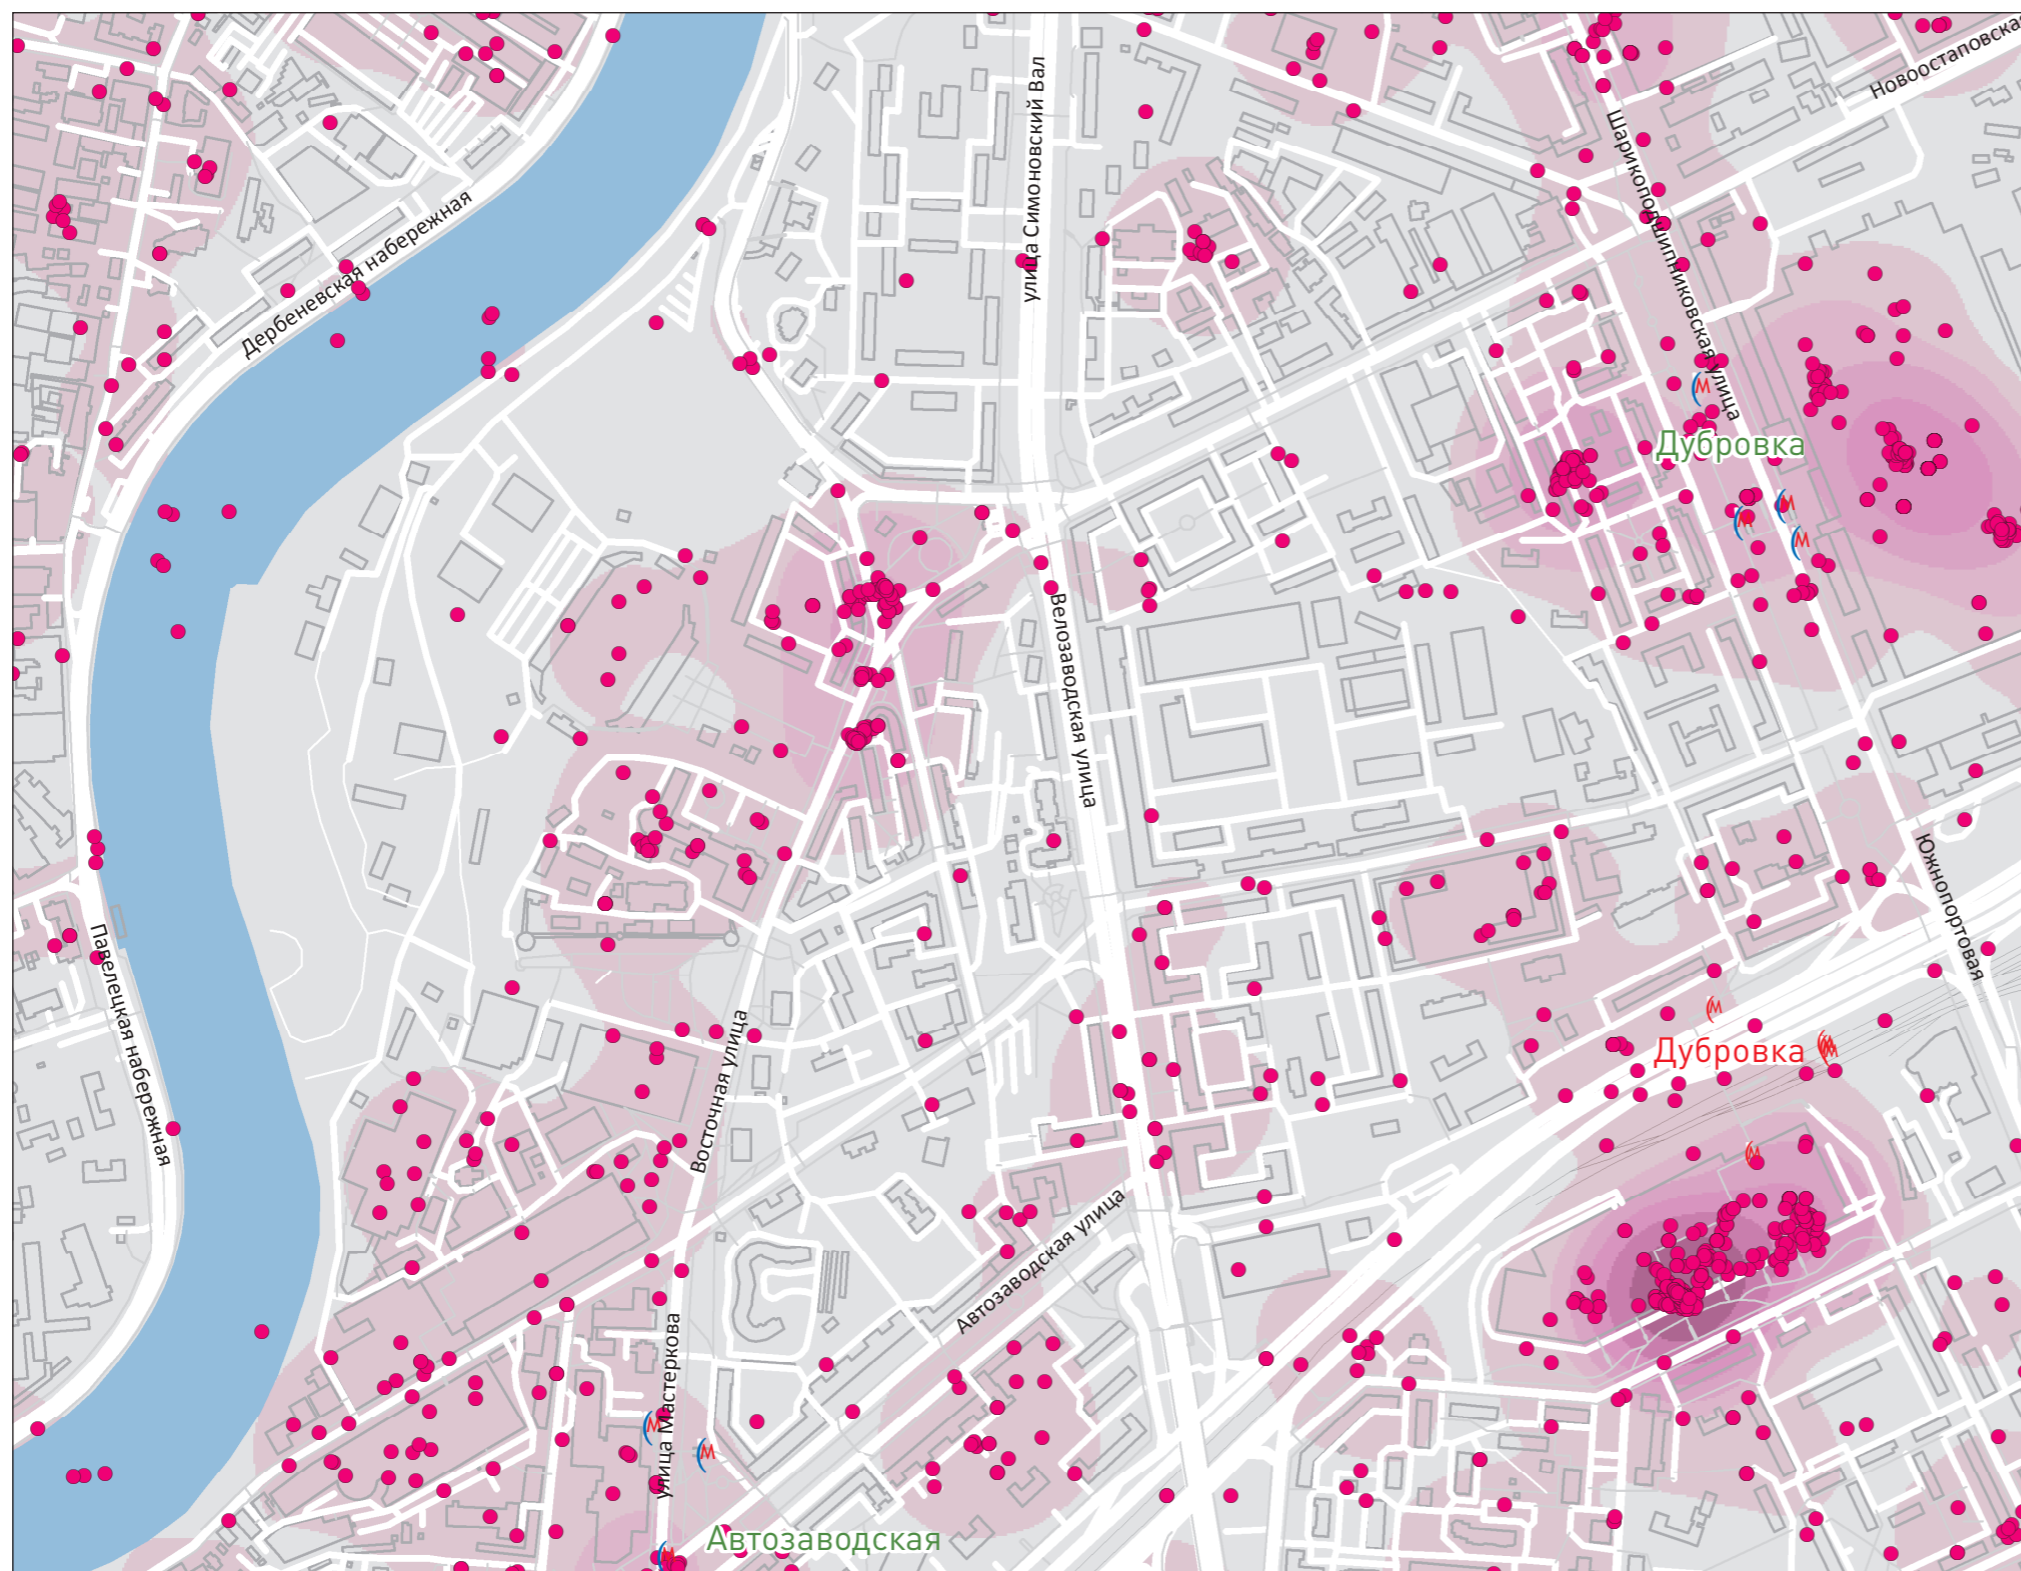 улица Симоновский Вал
Новоостаповска
Шарикоподшипниковская улица
Дербеневская набережная
Дубровка
Велозаводская улица
Южнопортовая
Павелецкая набережная
Восточная улица
Дубровка
Автозаводская улица
улица Мастеркова
Автозаводская